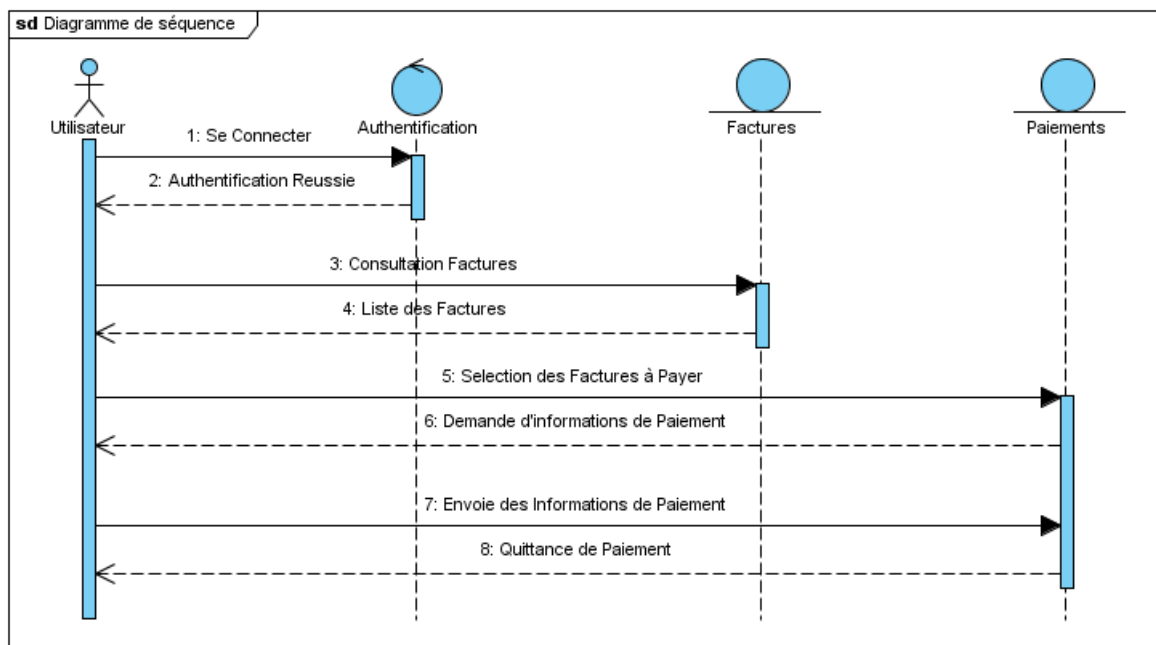 sd Diagramme de séquence
Utilisateur
Authentification
Factures
Paiements
1: Se Connecter
2: Authentification Reussie
3: Consultation Factures
4: Liste des Factures
5: Selection des Factures à Payer
6: Demande d'informations de Paiement
7: Envoie des Informations de Paiement
8: Quittance de Paiement